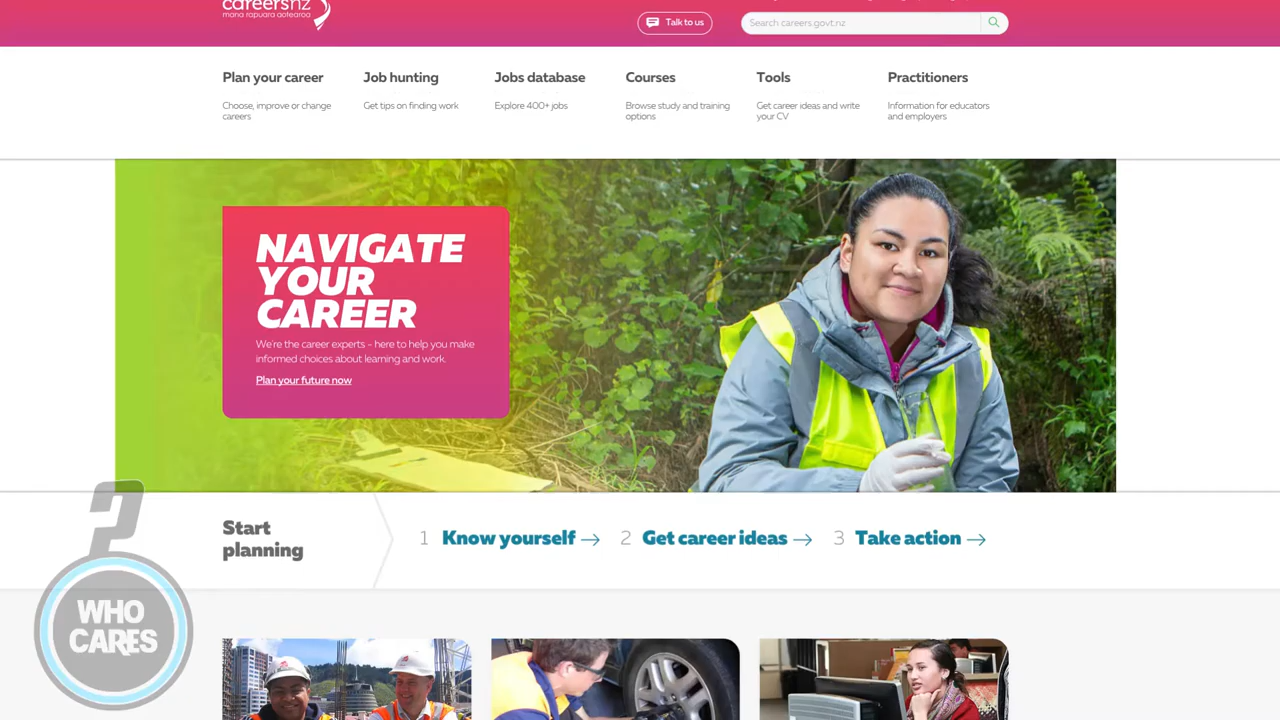 careersnz
mana rapuara aotearoa
Talk to us
Search careers.govt.nz
Plan your career
Job hunting
Jobs database
Courses
Tools
Practitioners
Choose, improve or change
careers
Get tips on finding work
Explore 400+ jobs
Browse study and training
options
Get career ideas and write
your CV
Information for educators
and employers
NAVIGATE
YOUR
CAREER
We're the career experts - here to help you make
informed choices about learning and work.
Plan your future now
Start
planning
1 Know yourself →
2 Get career ideas →
3 Take action →
?
WHO
CARES